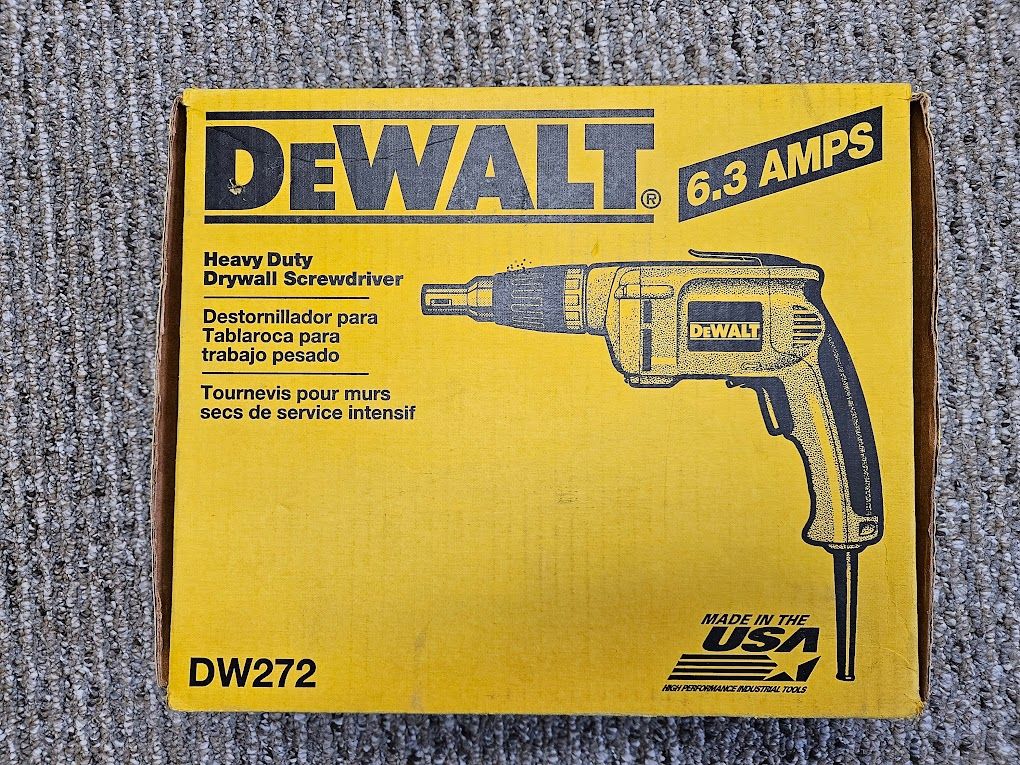 DEWALT®
6.3 AMPS
Heavy Duty
Drywall Screwdriver
Destornillador para
Tablaroca para
trabajo pesado
Tournevis pour murs
secs de service intensif
DEWALT
DW272
MADE IN THE
USA
HIGH PERFORMANCE INDUSTRIAL TOOLS